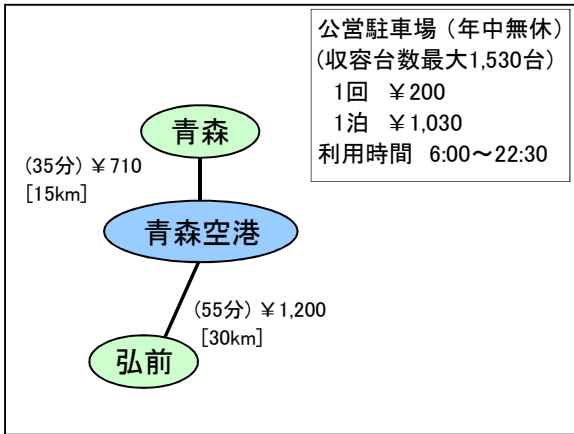 公営駐車場（年中無休）
(収容台数最大1,530台）
1回　￥200
1泊　￥1,030
利用時間　6:00～22:30
青森
(35分）￥710
[15km]
青森空港
(55分）￥1,200
[30km]
弘前